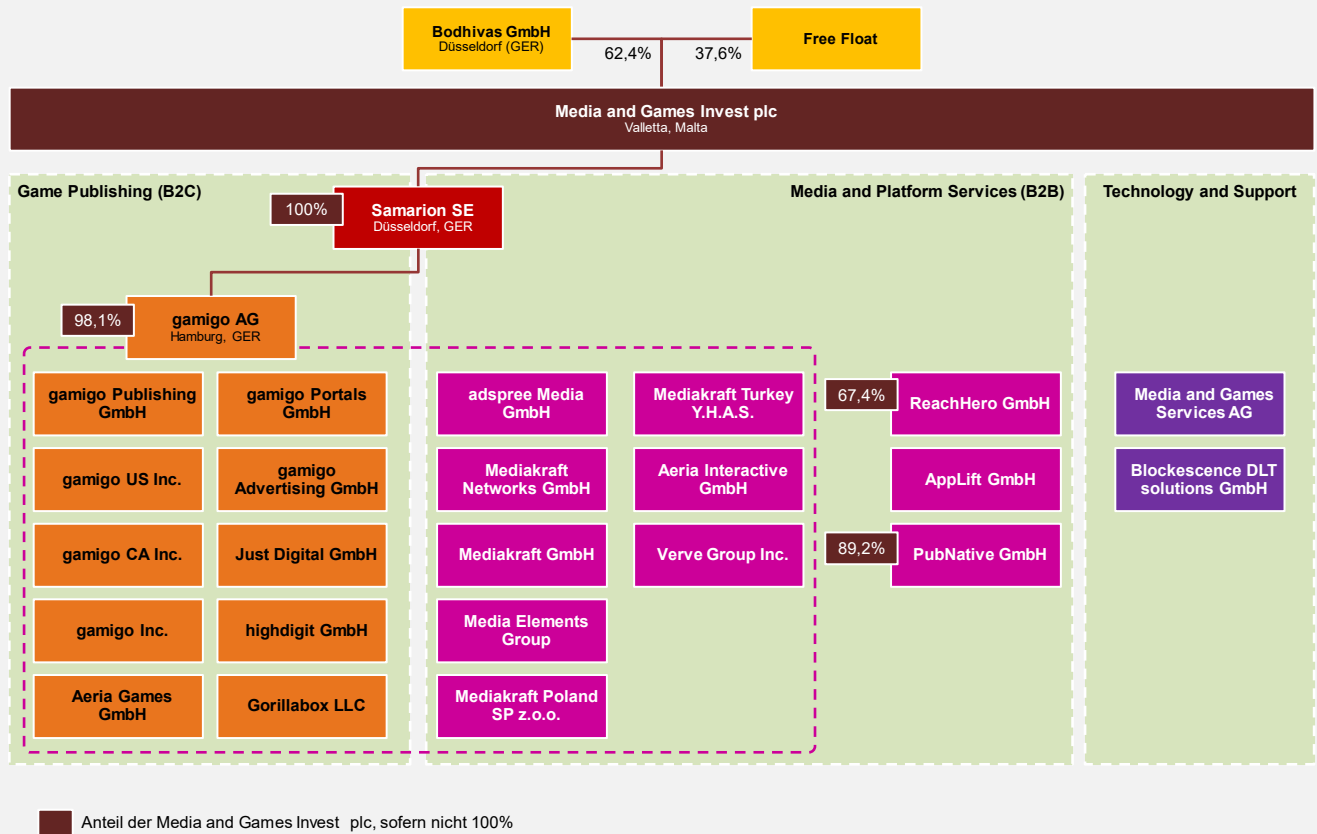 Bodhivas GmbH
Düsseldorf (GER)
62,4%
37,6%
Free Float
Media and Games Invest plc
Valletta, Malta
Game Publishing (B2C)
Media and Platform Services (B2B)
Technology and Support
100%
Samarion SE
Düsseldorf, GER
98,1%
gamigo AG
Hamburg, GER
gamigo Publishing
GmbH
gamigo Portals
GmbH
adspree Media
GmbH
Mediakraft Turkey
Y.H.A.S.
67,4%
ReachHero GmbH
Media and Games
Services AG
gamigo US Inc.
gamigo
Advertising GmbH
Mediakraft
Networks GmbH
Aeria Interactive
GmbH
AppLift GmbH
Blockescence DLT
solutions GmbH
gamigo CA Inc.
Just Digital GmbH
Mediakraft GmbH
Verve Group Inc.
89,2%
PubNative GmbH
gamigo Inc.
highdigit GmbH
Media Elements
Group
Aeria Games
GmbH
Gorillabox LLC
Mediakraft Poland
SP z.o.o.
Anteil der Media and Games Invest plc, sofern nicht 100%